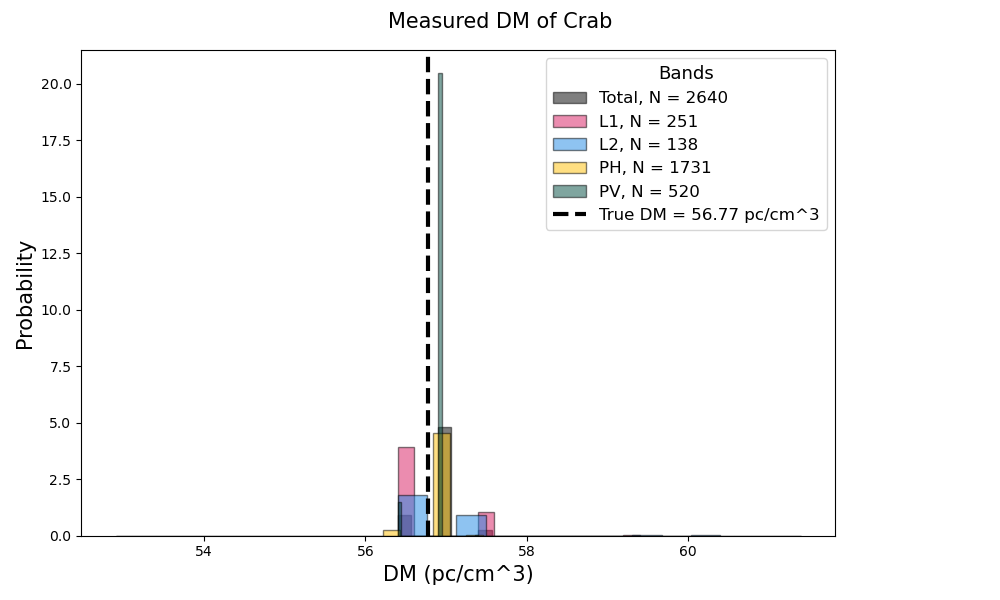 Measured DM of Crab
Probability
20.0
17.5
15.0
12.5
10.0
7.5
5.0
2.5
0.0
Bands
Total, N = 2640
L1, N = 251
L2, N = 138
PH, N = 1731
PV, N = 520
True DM = 56.77 pc/cm^3
54
56
58
60
DM (pc/cm^3)